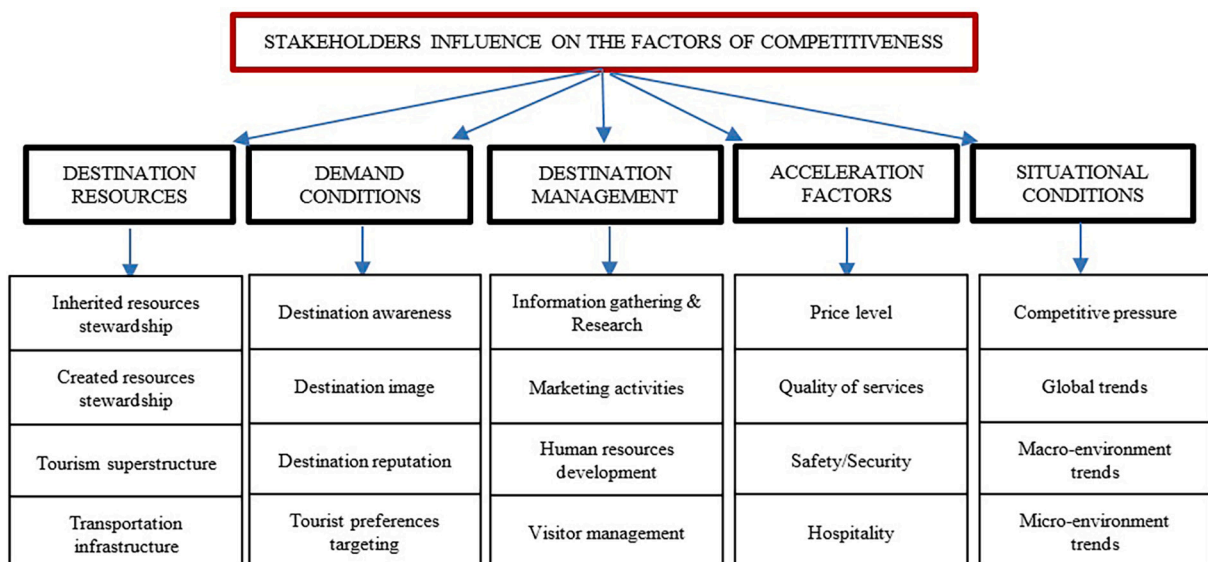 STAKEHOLDERS INFLUENCE ON THE FACTORS OF COMPETITIVENESS
DESTINATION
RESOURCES
DEMAND
CONDITIONS
DESTINATION
MANAGEMENT
ACCELERATION
FACTORS
SITUATIONAL
CONDITIONS
Inherited resources
stewardship
Created resources
stewardship
Tourism superstructure
Transportation
infrastructure
Destination awareness
Destination image
Destination reputation
Tourist preferences
targeting
Information gathering &
Research
Marketing activities
Human resources
development
Visitor management
Price level
Quality of services
Safety/Security
Hospitality
Competitive pressure
Global trends
Macro-environment
trends
Micro-environment
trends